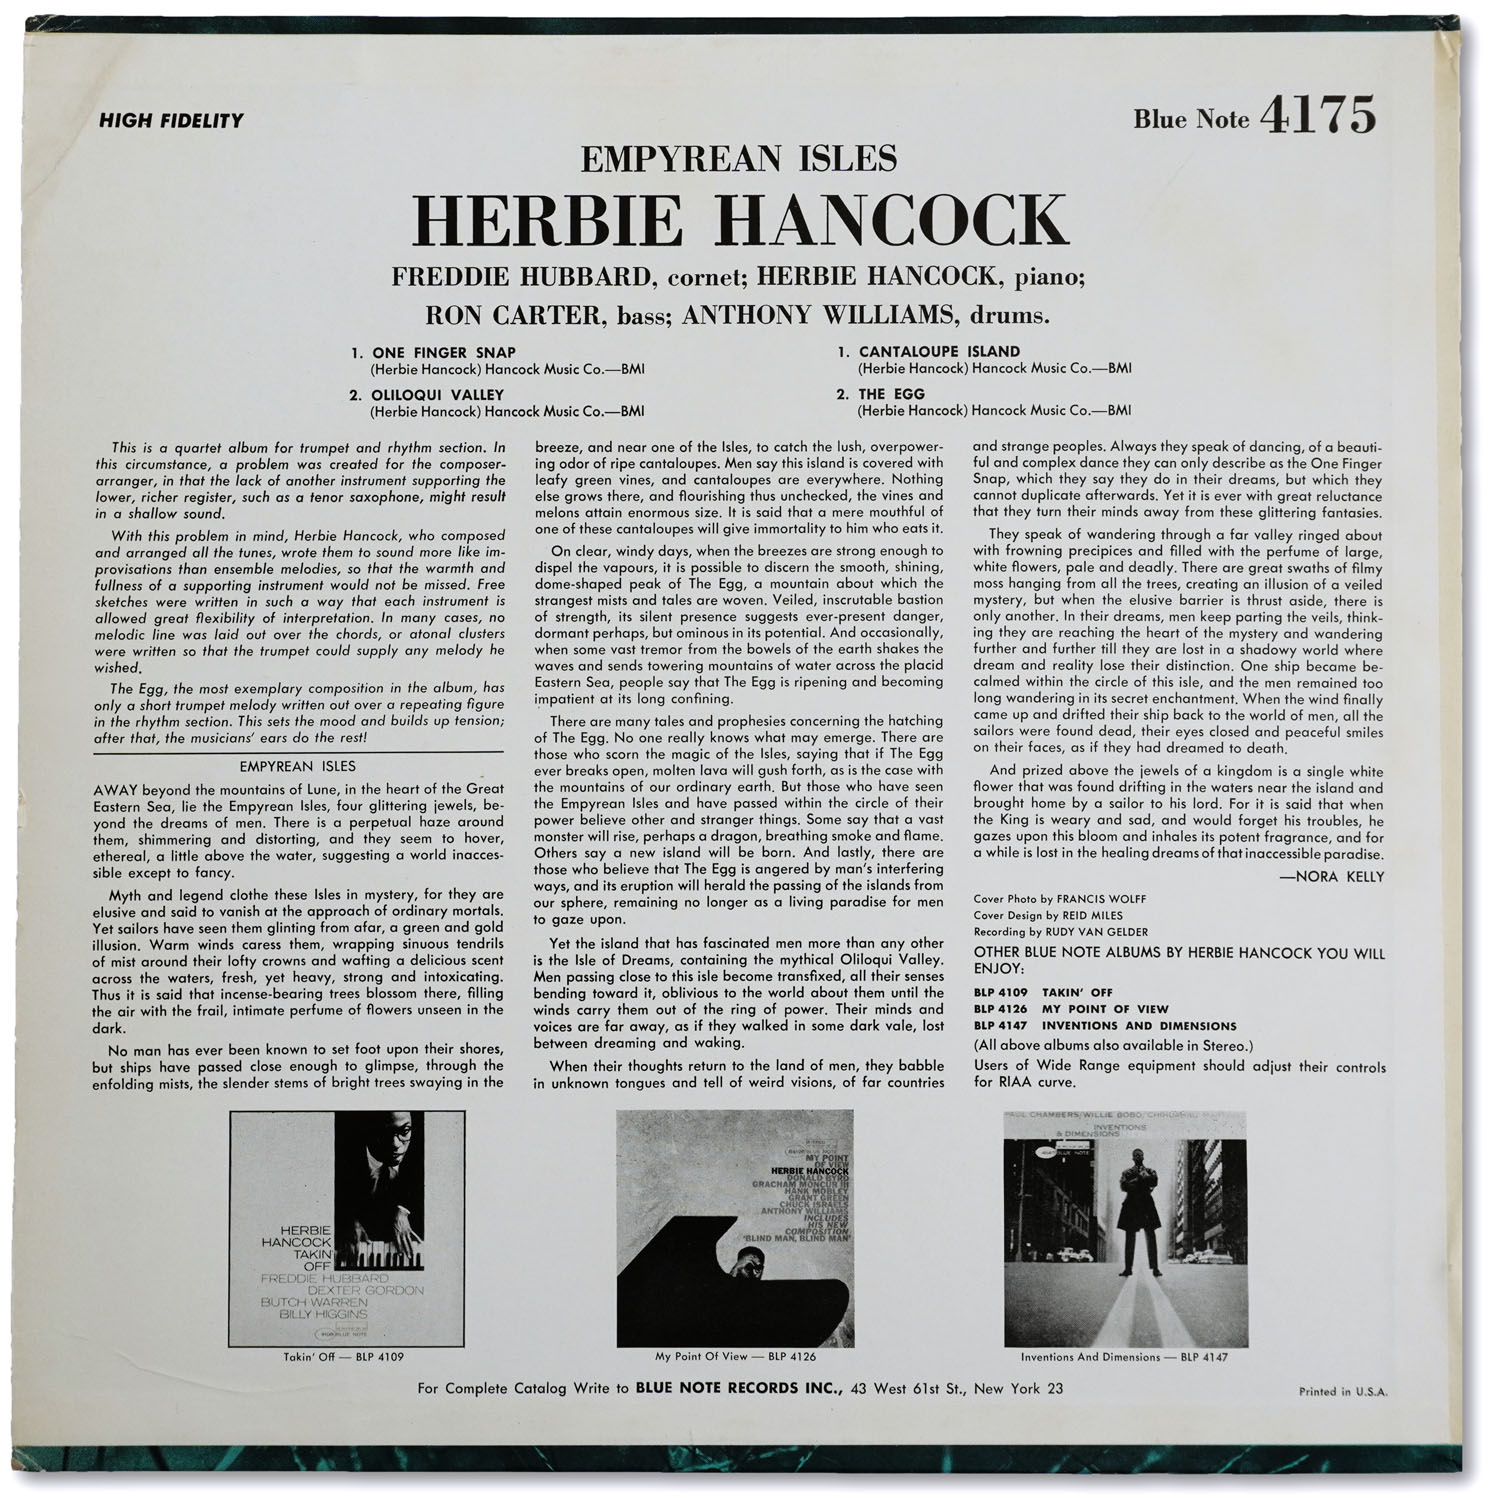 HIGH FIDELITY
Blue Note 4175
EMPYREAN ISLES
HERBIE HANCOCK
FREDDIE HUBBARD, cornet; HERBIE HANCOCK, piano;
RON CARTER, bass; ANTHONY WILLIAMS, drums.
1. ONE FINGER SNAP
(Herbie Hancock) Hancock Music Co.—BMI
2. OLILOQUI VALLEY
(Herbie Hancock) Hancock Music Co.—BMI
1. CANTALOUPE ISLAND
(Herbie Hancock) Hancock Music Co.—BMI
2. THE EGG
(Herbie Hancock) Hancock Music Co.—BMI
This is a quartet album for trumpet and rhythm section. In
this circumstance, a problem was created for the composer-
arranger, in that the lack of another instrument supporting the
lower, richer register, such as a tenor saxophone, might result
in a shallow sound.
With this problem in mind, Herbie Hancock, who composed
and arranged all the tunes, wrote them to sound more like im-
provisations than ensemble melodies, so that the warmth and
fullness of a supporting instrument would not be missed. Free
sketches were written in such a way that each instrument is
allowed great flexibility of interpretation. In many cases, no
melodic line was laid out over the chords, or atonal clusters
were written so that the trumpet could supply any melody he
wished.
The Egg, the most exemplary composition in the album, has
only a short trumpet melody written out over a repeating figure
in the rhythm section. This sets the mood and builds up tension;
after that, the musicians' ears do the rest!
EMPYREAN ISLES
AWAY beyond the mountains of Lune, in the heart of the Great
Eastern Sea, lie the Empyrean Isles, four glittering jewels, be-
yond the dreams of men. There is a perpetual haze around
them, shimmering and distorting, and they seem to hover,
ethereal, a little above the water, suggesting a world inacces-
sible except to fancy.
Myth and legend clothe these Isles in mystery, for they are
elusive and said to vanish at the approach of ordinary mortals.
Yet sailors have seen them glinting from afar, a green and gold
illusion. Warm winds caress them, wrapping sinuous tendrils
of mist around their lofty crowns and wafting a delicious scent
across the waters, fresh, yet heavy, strong and intoxicating.
Thus it is said that incense-bearing trees blossom there, filling
the air with the frail, intimate perfume of flowers unseen in the
dark.
No man has ever been known to set foot upon their shores,
but ships have passed close enough to glimpse, through the
enfolding mists, the slender stems of bright trees swaying in the
breeze, and near one of the Isles, to catch the lush, overpower-
ing odor of ripe cantaloupes. Men say this island is covered with
leafy green vines, and cantaloupes are everywhere. Nothing
else grows there, and flourishing thus unchecked, the vines and
melons attain enormous size. It is said that a mere mouthful of
one of these cantaloupes will give immortality to him who eats it.
On clear, windy days, when the breezes are strong enough to
dispel the vapours, it is possible to discern the smooth, shining,
dome-shaped peak of The Egg, a mountain about which the
strangest mists and tales are woven. Veiled, inscrutable bastion
of strength, its silent presence suggests ever-present danger,
dormant perhaps, but ominous in its potential. And occasionally,
when some vast tremor from the bowels of the earth shakes the
waves and sends towering mountains of water across the placid
Eastern Sea, people say that The Egg is ripening and becoming
impatient at its long confining.
There are many tales and prophesies concerning the hatching
of The Egg. No one really knows what may emerge. There are
those who scorn the magic of the Isles, saying that if The Egg
ever breaks open, molten lava will gush forth, as is the case with
the mountains of our ordinary earth. But those who have seen
the Empyrean Isles and have passed within the circle of their
power believe other and stranger things. Some say that a vast
monster will rise, perhaps a dragon, breathing smoke and flame.
Others say a new island will be born. And lastly, there are
those who believe that The Egg is angered by man's interfering
ways, and its eruption will herald the passing of the islands from
our sphere, remaining no longer as a living paradise for men
to gaze upon.
Yet the island that has fascinated men more than any other
is the Isle of Dreams, containing the mythical Oliloqui Valley.
Men passing close to this isle become transfixed, all their senses
bending toward it, oblivious to the world about them until the
winds carry them out of the ring of power. Their minds and
voices are far away, as if they walked in some dark vale, lost
between dreaming and waking.
When their thoughts return to the land of men, they babble
in unknown tongues and tell of weird visions, of far countries
and strange peoples. Always they speak of dancing, of a beauti-
ful and complex dance they can only describe as the One Finger
Snap, which they say they do in their dreams, but which they
cannot duplicate afterwards. Yet it is ever with great reluctance
that they turn their minds away from these glittering fantasies.
They speak of wandering through a far valley ringed about
with frowning precipices and filled with the perfume of large,
white flowers, pale and deadly. There are great swaths of filmy
moss hanging from all the trees, creating an illusion of a veiled
mystery, but when the elusive barrier is thrust aside, there is
only another. In their dreams, men keep parting the veils, think-
ing they are reaching the heart of the mystery and wandering
further and further till they are lost in a shadowy world where
dream and reality lose their distinction. One ship became be-
calmed within the circle of this isle, and the men remained too
long wandering in its secret enchantment. When the wind finally
came up and drifted their ship back to the world of men, all the
sailors were found dead, their eyes closed and peaceful smiles
on their faces, as if they had dreamed to death.
And prized above the jewels of a kingdom is a single white
flower that was found drifting in the waters near the island and
brought home by a sailor to his lord. For it is said that when
the King is weary and sad, and would forget his troubles, he
gazes upon this bloom and inhales its potent fragrance, and for
a while is lost in the healing dreams of that inaccessible paradise.
—NORA KELLY
Cover Photo by FRANCIS WOLFF
Cover Design by REID MILES
Recording by RUDY VAN GELDER
OTHER BLUE NOTE ALBUMS BY HERBIE HANCOCK YOU WILL
ENJOY:
BLP 4109 TAKIN' OFF
BLP 4126 MY POINT OF VIEW
BLP 4147 INVENTIONS AND DIMENSIONS
(All above albums also available in Stereo.)
Users of Wide Range equipment should adjust their controls
for RIAA curve.
HERBIE
HANCOCK
TAKIN
OFF
FREDDIE HUBBARD
DEXTER GORDON
BUTCH WARREN
BILLY HIGGINS
4109 BLUE NOTE
Takin' Off — BLP 4109
BLUE NOTE
MY POINT
OF VIEW
HERBIE HANCOCK
DONALD BYRD
GRACHAM MONCUR III
HANK MOBLEY
GRANT GREEN
CHUCK ISRAELS
ANTHONY WILLIAMS
INCLUDES
HIS NEW
COMPOSITION
'BLIND MAN, BLIND MAN'
My Point Of View — BLP 4126
PAUL CHAMBERS/WILLIE BOBO/
INVENTIONS
& DIMENSIONS
BLUE NOTE
Inventions And Dimensions — BLP 4147
For Complete Catalog Write to BLUE NOTE RECORDS INC., 43 West 61st St., New York 23
Printed in U.S.A.